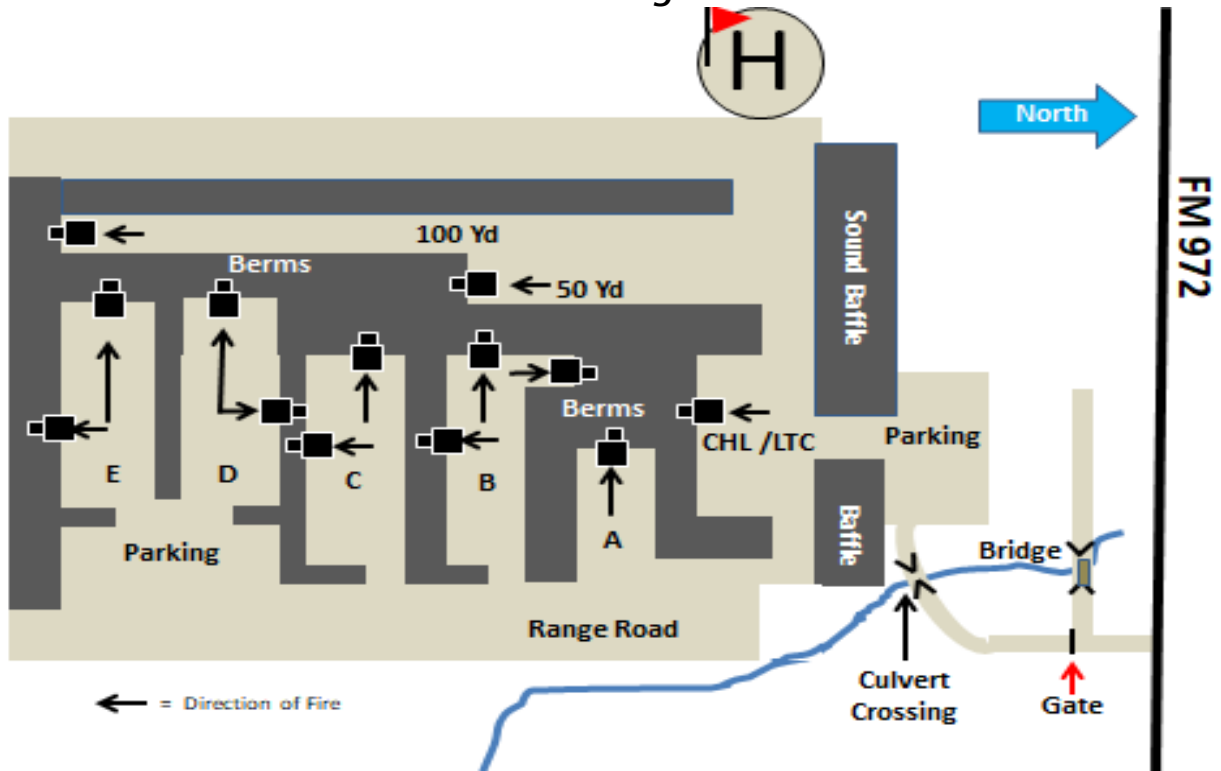 H
North
FM 972
100 Yd
Berms
50 Yd
Sound Baffle
Berms
CHL /LTC
Parking
E
D
C
B
A
Baffle
Parking
Bridge
Range Road
Culvert
Crossing
Gate
= Direction of Fire